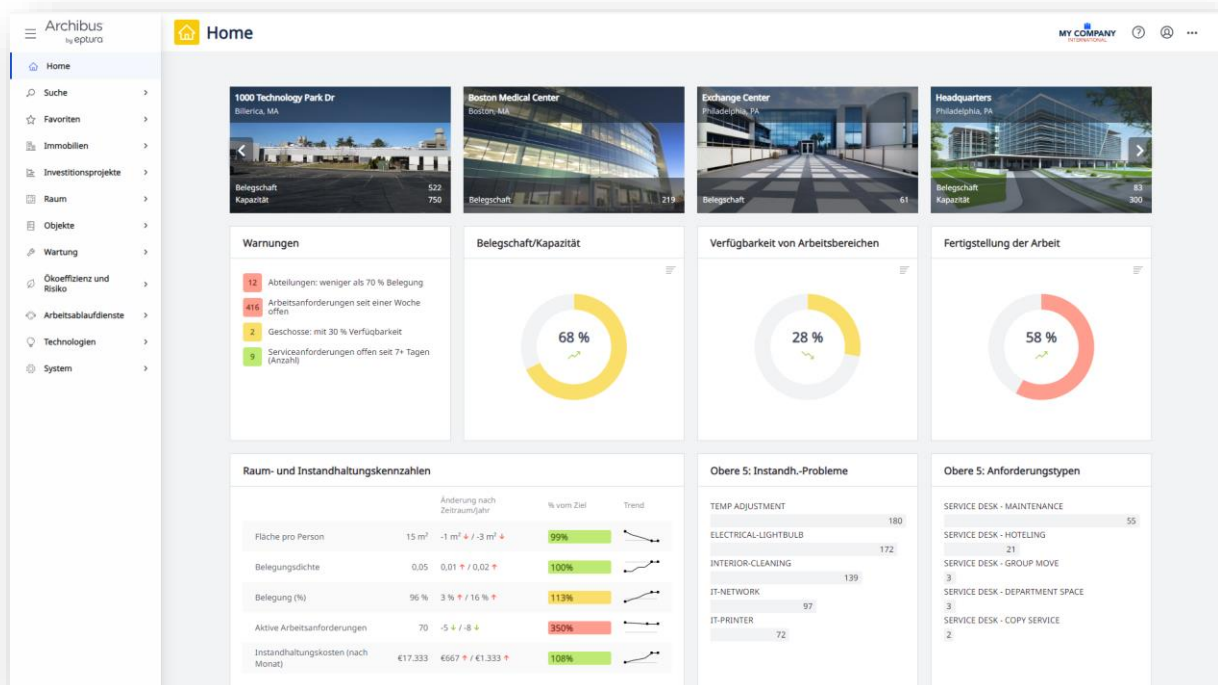 Archibus
by eptura
Home
MY COMPANY
INTERNATIONAL
Home
Suche
Favoriten
Immobilien
Investitionsprojekte
Raum
Objekte
Wartung
Ökoeffizienz und
Risiko
Arbeitsablaufdienste
Technologien
System
1000 Technology Park Dr
Billerica, MA
Belegschaft 522
Kapazität 750
Boston Medical Center
Boston, MA
Belegschaft 219
Exchange Center
Philadelphia, PA
Belegschaft 61
Headquarters
Philadelphia, PA
Belegschaft 83
Kapazität 300
Warnungen
12 Abteilungen: weniger als 70 % Belegung
416 Arbeitsanforderungen seit einer Woche
offen
2 Geschosse: mit 30 % Verfügbarkeit
9 Serviceanforderungen offen seit 7+ Tagen
(Anzahl)
Belegschaft/Kapazität
68 %
Verfügbarkeit von Arbeitsbereichen
28 %
Fertigstellung der Arbeit
58 %
Raum- und Instandhaltungskennzahlen
Änderung nach
Zeitraum/Jahr
% vom Ziel
Trend
Fläche pro Person 15 m² -1 m² ↓ / -3 m² ↓ 99%
Belegungsdichte 0,05 0,01 ↑ / 0,02 ↑ 100%
Belegung (%) 96 % 3 % ↑ / 16 % ↑ 113%
Aktive Arbeitsanforderungen 70 -5 ↓ / -8 ↓ 350%
Instandhaltungskosten (nach
Monat) €17.333 €667 ↑ / €1.333 ↑ 108%
Obere 5: Instandh.-Probleme
TEMP ADJUSTMENT
180
ELECTRICAL-LIGHTBULB
172
INTERIOR-CLEANING
139
IT-NETWORK
97
IT-PRINTER
72
Obere 5: Anforderungstypen
SERVICE DESK - MAINTENANCE
55
SERVICE DESK - HOTELING
21
SERVICE DESK - GROUP MOVE
3
SERVICE DESK - DEPARTMENT SPACE
3
SERVICE DESK - COPY SERVICE
2